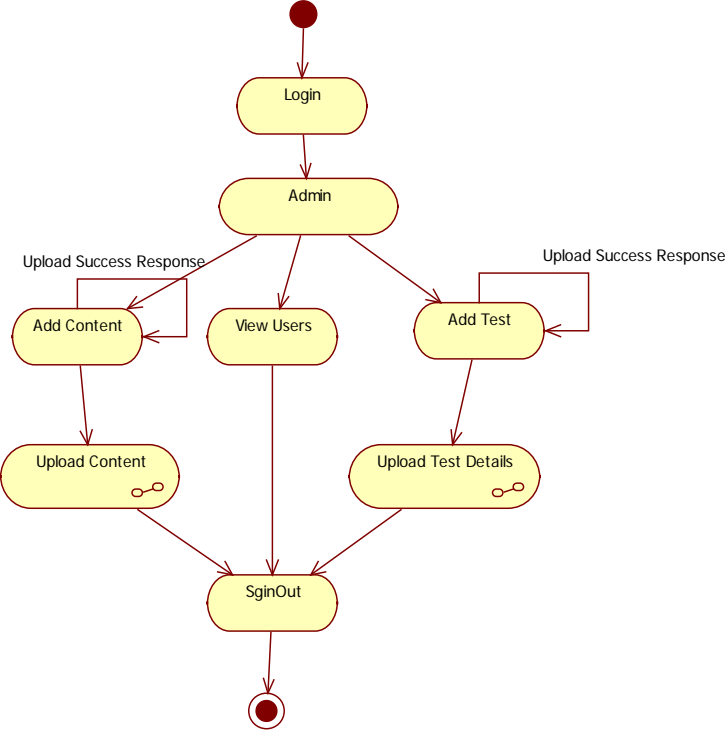 Login
Admin
Upload Success Response
Upload Success Response
Add Content
View Users
Add Test
Upload Content
Upload Test Details
SginOut